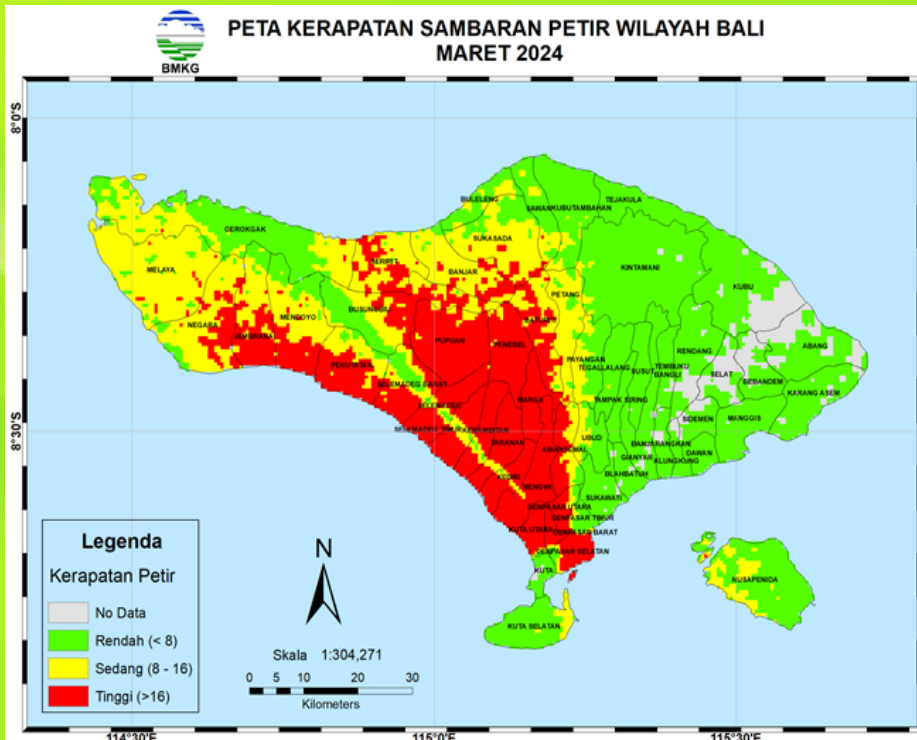 PETA KERAPATAN SAMBARAN PETIR WILAYAH BALI
MARET 2024
BMKG
8°0'S
8°30'S
BULELENG
SAWAN
KUBUTAMBAHAN
TEJAKULA
GEROKGAK
SUKASADA
MELAYA
BANJAR
KINTAMANI
KUBU
PETANG
BUSUNGBIU
MENDOYO
NEGARA
JEMBRANA
PUPUAN
PENEBEL
RENDANG
ABANG
PEKUTATAN
PAYANGAN
TEGALLALANG
SUSUT
TEMBUKU
BANGLI
SELAT
BEBANDEM
KARANG ASEM
SELEMADEG BARAT
MARGA
TAMPAK SIRING
SELEMADEG
SIDEMEN
MANGGIS
SELEMADEG TIMUR
KERAMBITAN
TABANAN
ABIANSEMAL
UBUD
BANJARANGKAN
DAWAN
GIANYAR
KLUNGKUNG
BLAHBATUH
KEDIRI
MENGWI
SUKAWATI
DENPASAR UTARA
DENPASAR TIMUR
KUTA UTARA
DENPASAR BARAT
DENPASAR SELATAN
KUTA
NUSAPENIDA
KUTA SELATAN
Legenda
Kerapatan Petir
No Data
Rendah (< 8)
Sedang (8 - 16)
Tinggi (>16)
N
Skala 1:304,271
0 5 10 20 30
Kilometers
114°30'E
115°0'E
115°30'E